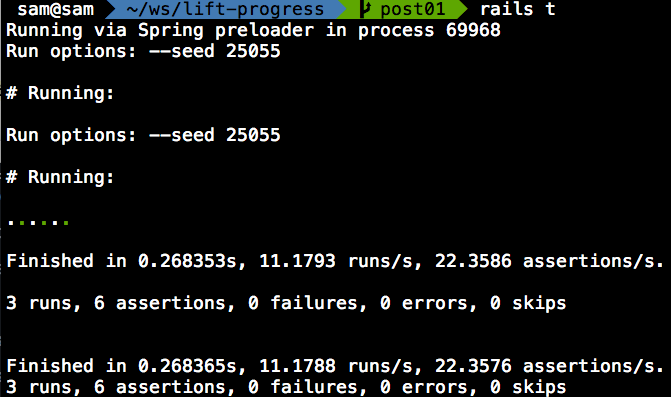 sam@sam ~/ws/lift-progress post01 rails t
Running via Spring preloader in process 69968
Run options: --seed 25055
# Running:
Run options: --seed 25055
# Running:
......
Finished in 0.268353s, 11.1793 runs/s, 22.3586 assertions/s.
3 runs, 6 assertions, 0 failures, 0 errors, 0 skips
Finished in 0.268365s, 11.1788 runs/s, 22.3576 assertions/s.
3 runs, 6 assertions, 0 failures, 0 errors, 0 skips